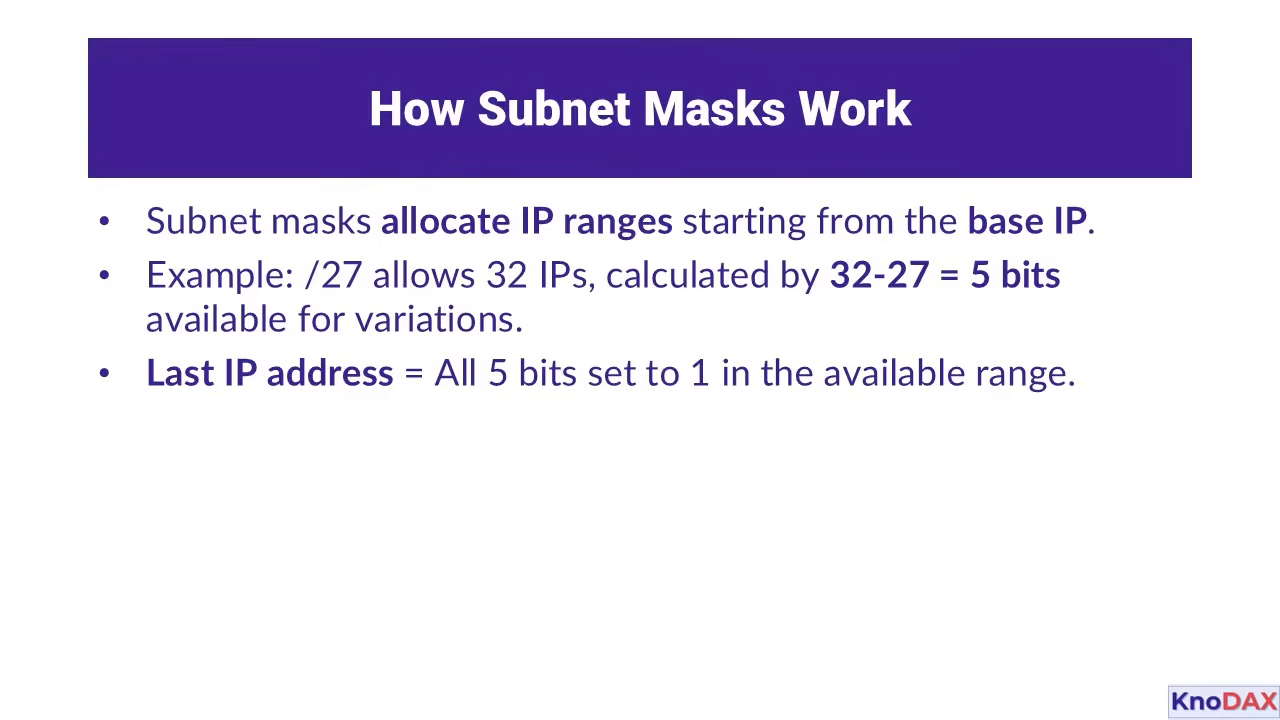 How Subnet Masks Work
• Subnet masks allocate IP ranges starting from the base IP.
• Example: /27 allows 32 IPs, calculated by 32-27 = 5 bits
available for variations.
• Last IP address = All 5 bits set to 1 in the available range.
KnoDAX